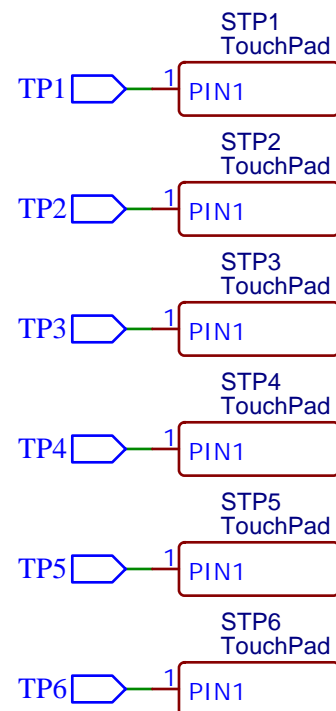 STP1
TouchPad
TP1 1 PIN1
STP2
TouchPad
TP2 1 PIN1
STP3
TouchPad
TP3 1 PIN1
STP4
TouchPad
TP4 1 PIN1
STP5
TouchPad
TP5 1 PIN1
STP6
TouchPad
TP6 1 PIN1